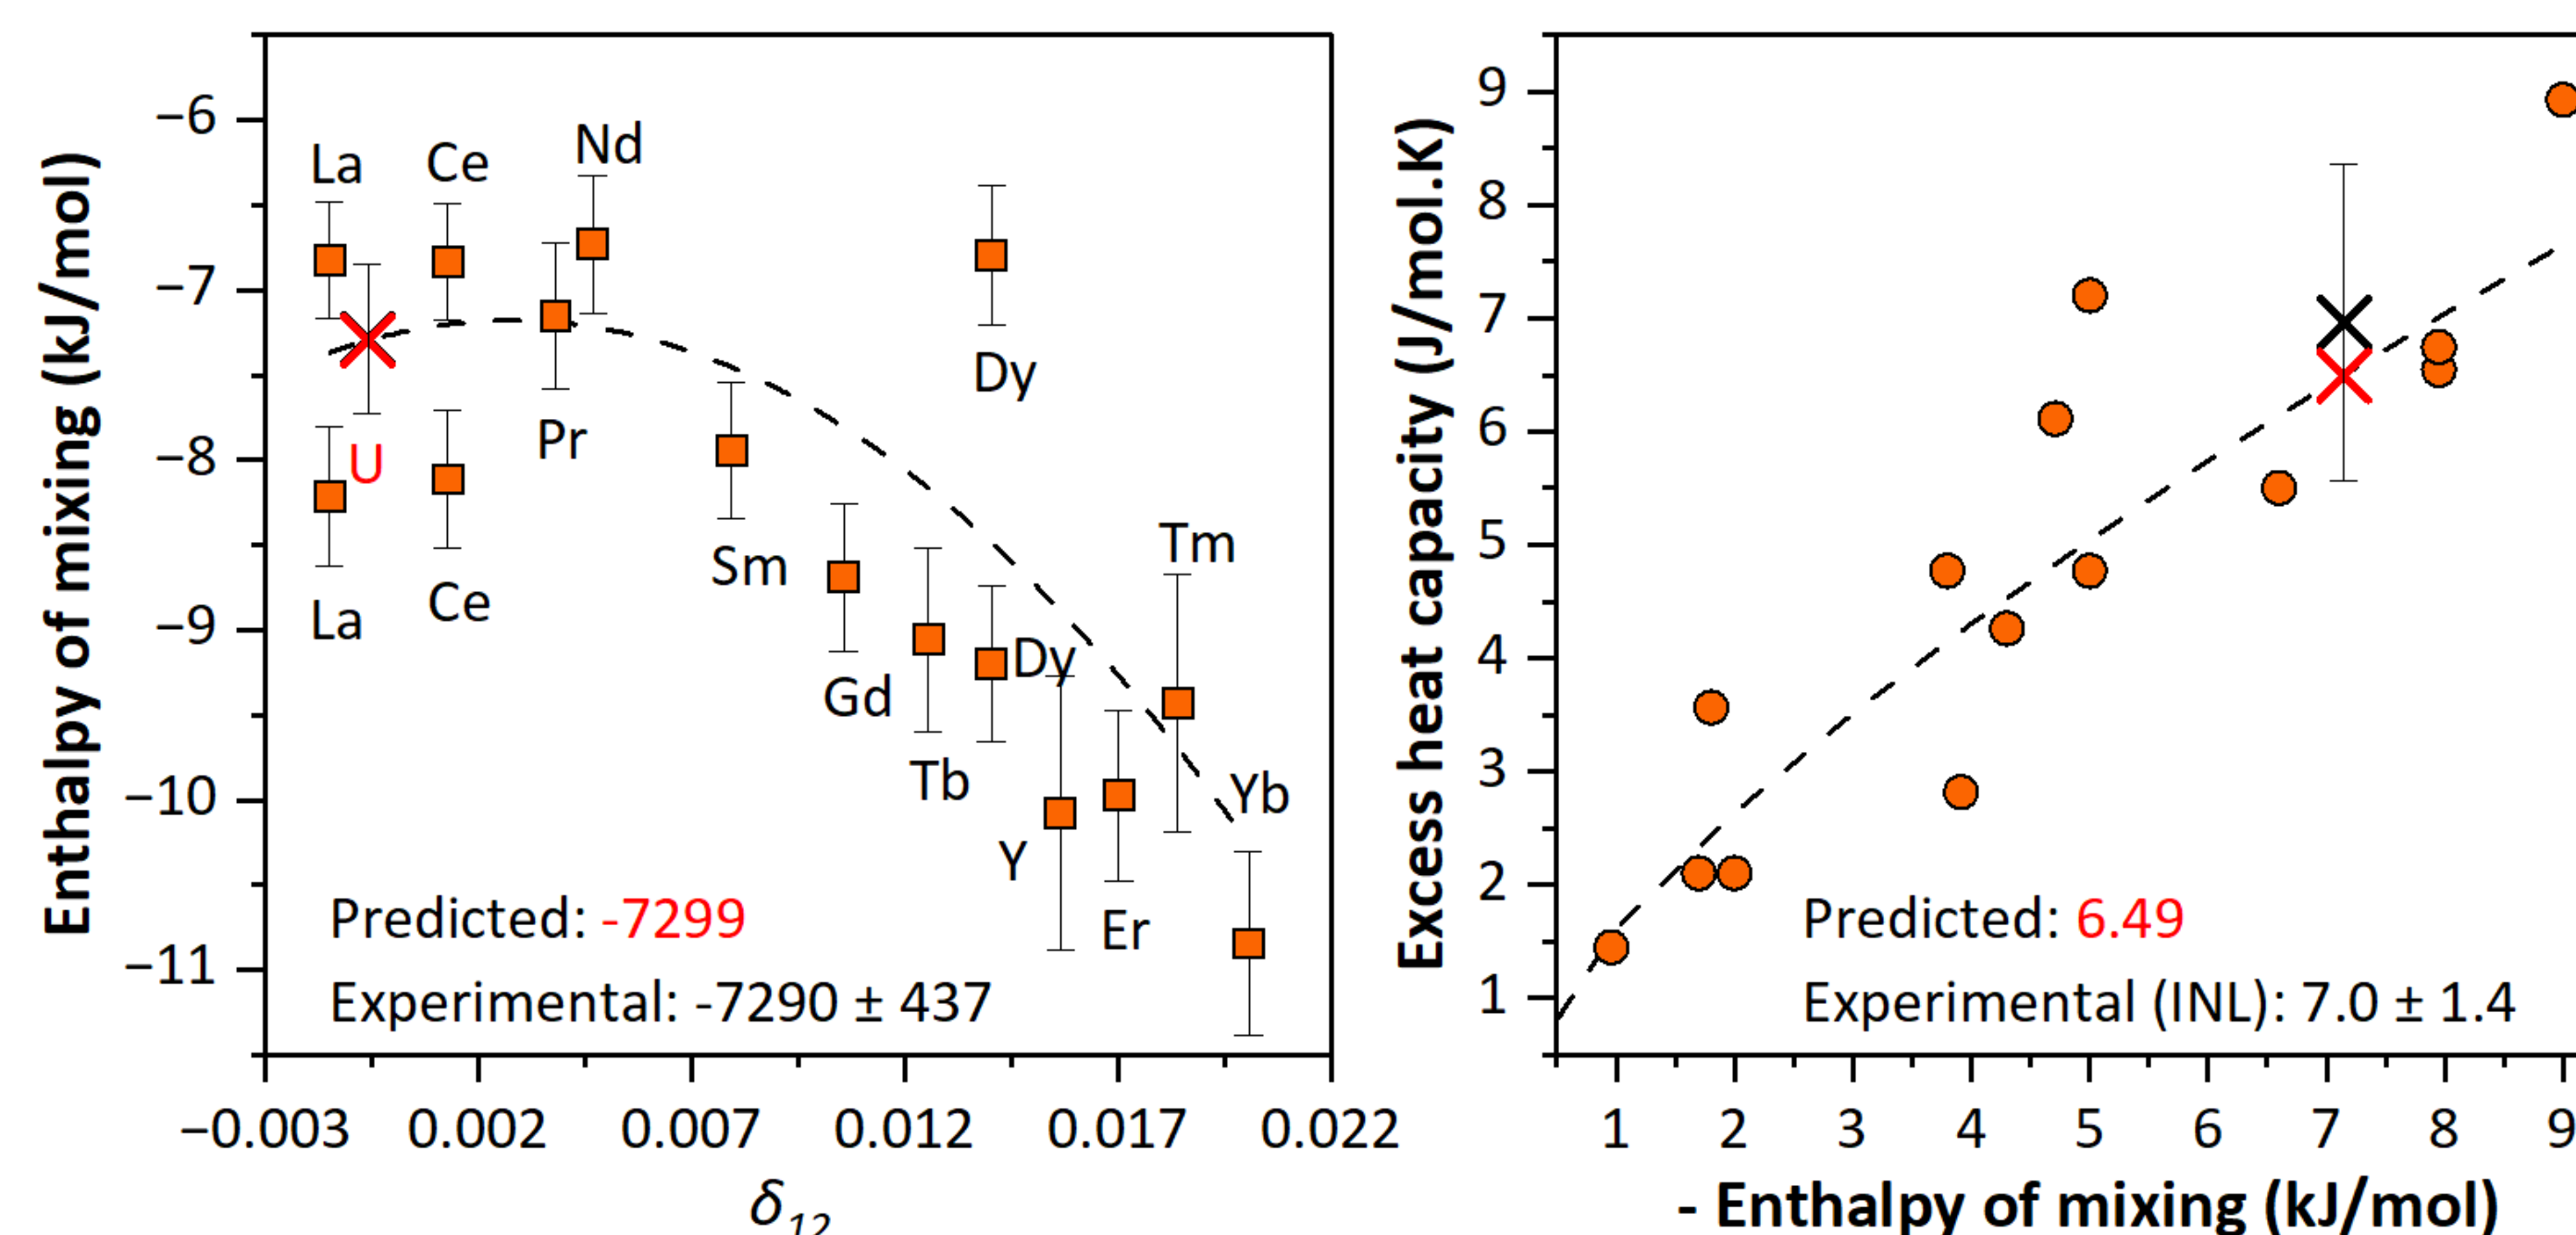 Enthalpy of mixing (kJ/mol)
−6
−7
−8
−9
−10
−11
La
Ce
Nd
U
Pr
Dy
La
Ce
Sm
Tm
Gd
Dy
Tb
Yb
Y
Er
Predicted: -7299
Experimental: -7290 ± 437
−0.003 0.002 0.007 0.012 0.017 0.022
δ12
Excess heat capacity (J/mol.K)
9
8
7
6
5
4
3
2
1
Predicted: 6.49
Experimental (INL): 7.0 ± 1.4
1 2 3 4 5 6 7 8 9
- Enthalpy of mixing (kJ/mol)